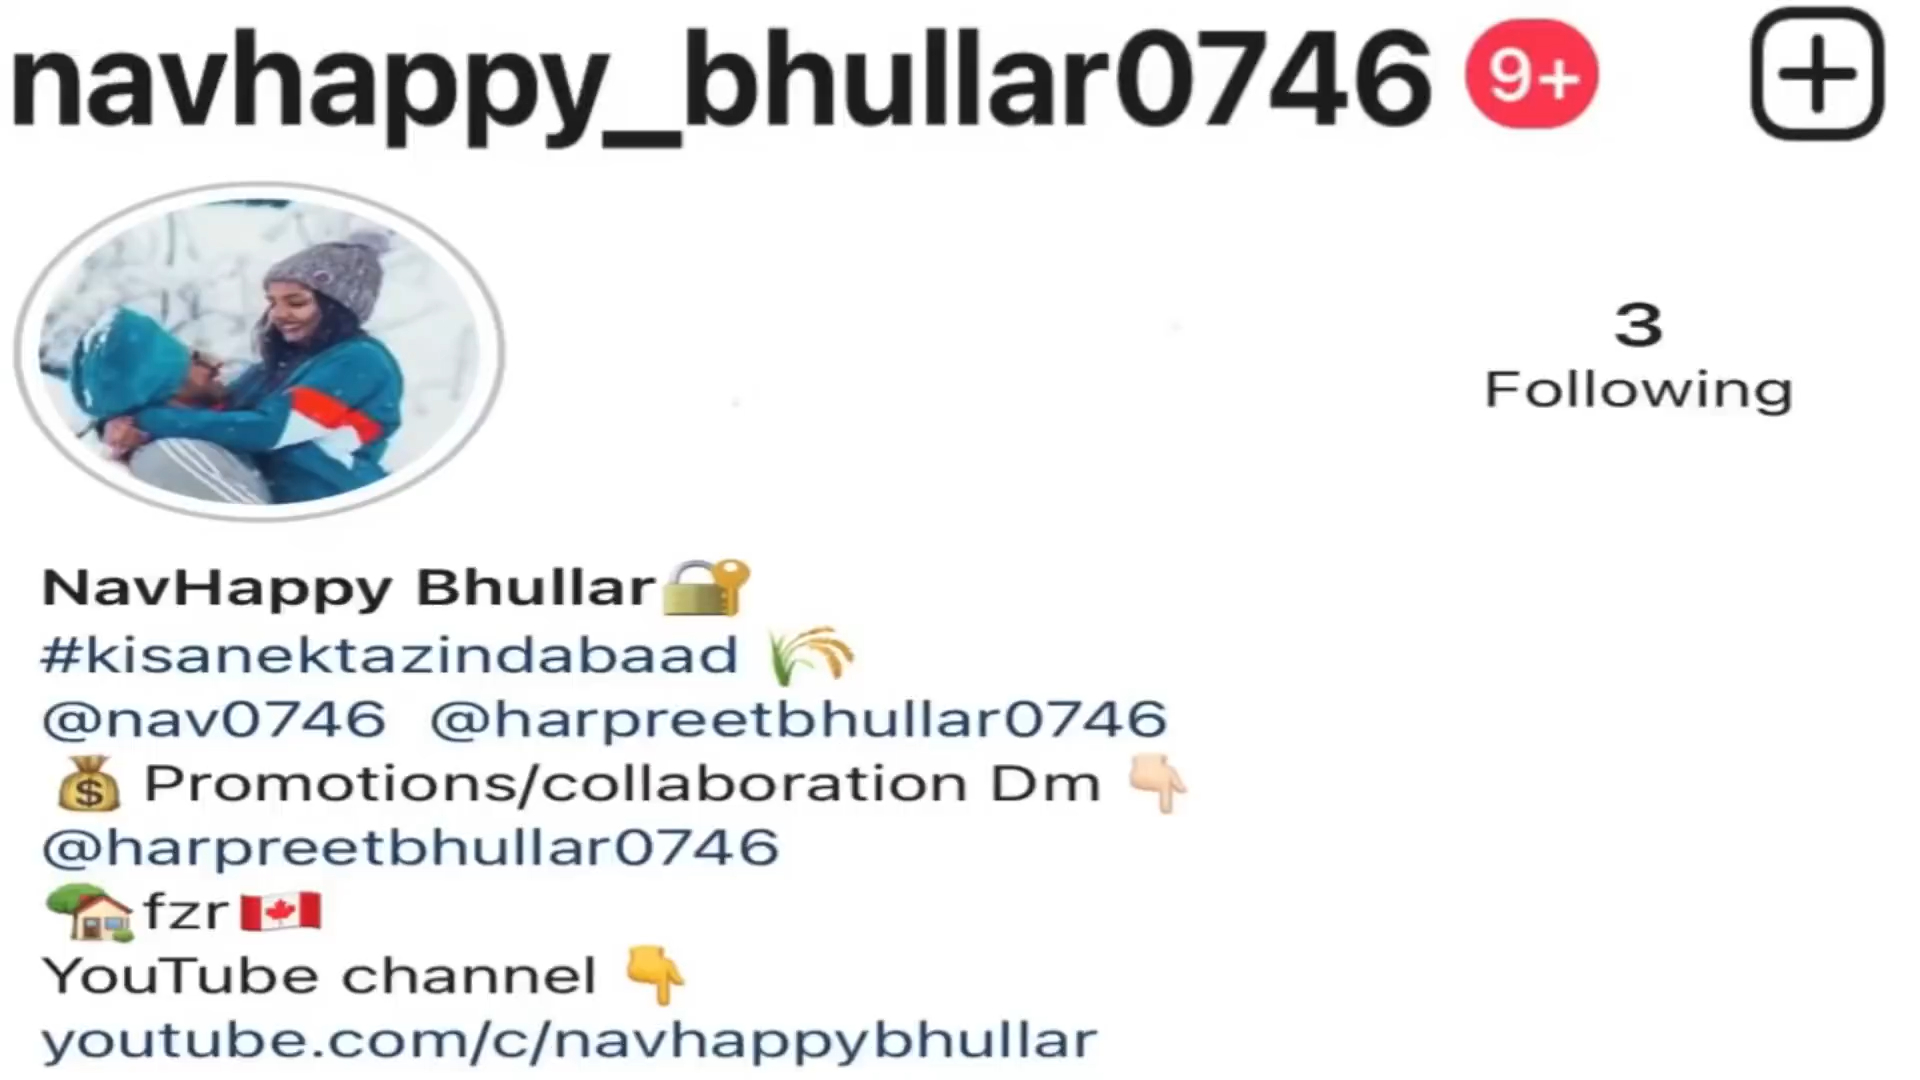 navhappy_bhullar0746 9+
3
Following
NavHappy Bhullar🔐
#kisanektazindabaad 🌾
@nav0746 @harpreetbhullar0746
💰 Promotions/collaboration Dm 👇🏻
@harpreetbhullar0746
🏡fzr🇨🇦
YouTube channel 👇
youtube.com/c/navhappybhullar